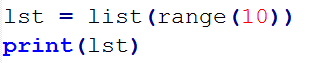 lst = list(range(10))
print(lst)